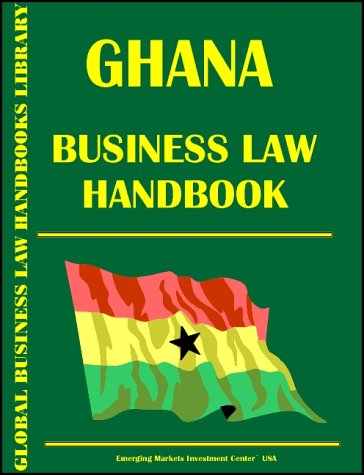 GLOBAL BUSINESS LAW HANDBOOKS LIBRARY
GHANA
BUSINESS LAW
HANDBOOK
Emerging Markets Investment Center` USA